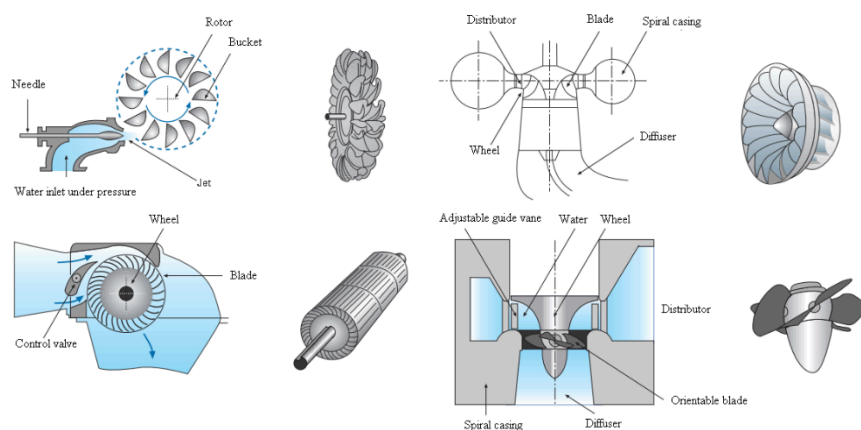 Rotor
Bucket
Needle
Water inlet under pressure
Jet
Distributor
Blade
Spiral casing
Wheel
Diffuser
Wheel
Blade
Control valve
Adjustable guide vane
Water
Wheel
Distributor
Orientable blade
Spiral casing
Diffuser